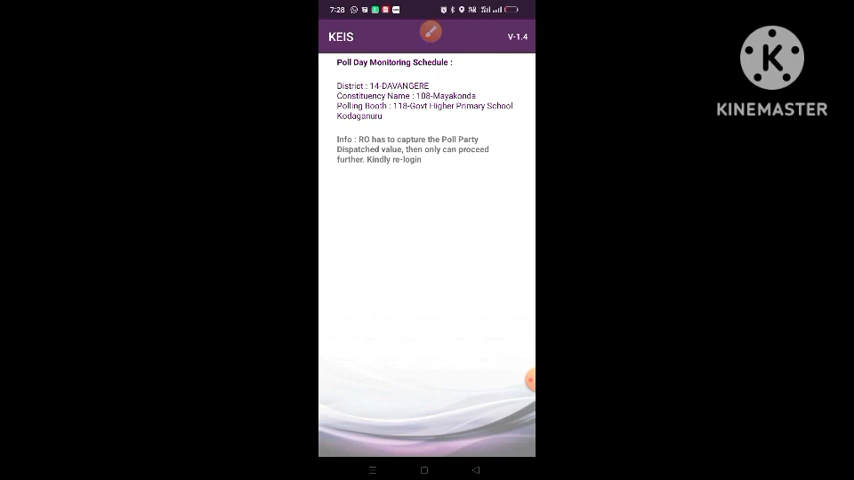 7:28
KEIS
V-1.4
Poll Day Monitoring Schedule :
District : 14-DAVANGERE
Constituency Name : 108-Mayakonda
Polling Booth : 118-Govt Higher Primary School
Kodaganuru
Info : RO has to capture the Poll Party
Dispatched value, then only can proceed
further. Kindly re-login
K
KINEMASTER